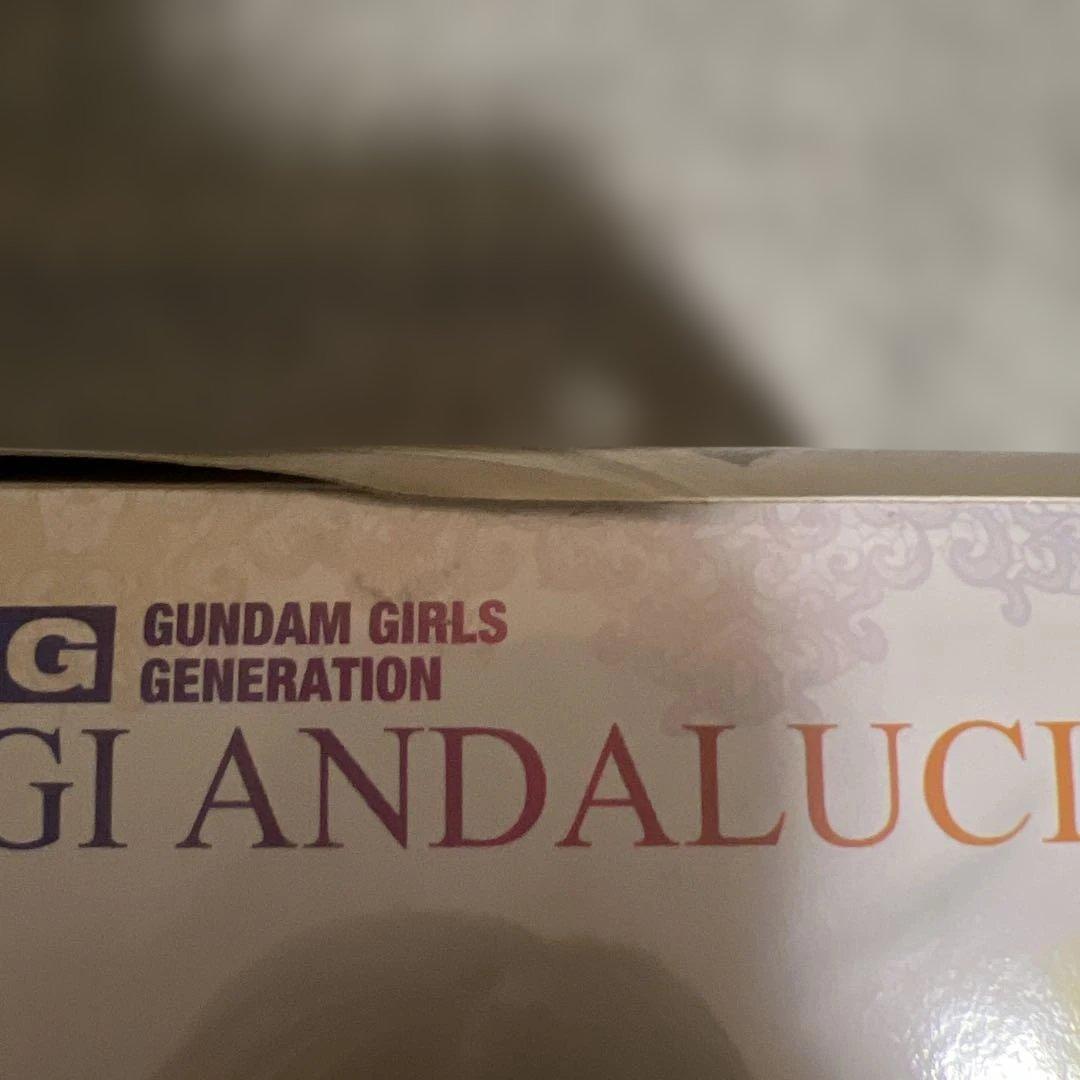 G
GUNDAM GIRLS
GENERATION
GI ANDALUCI